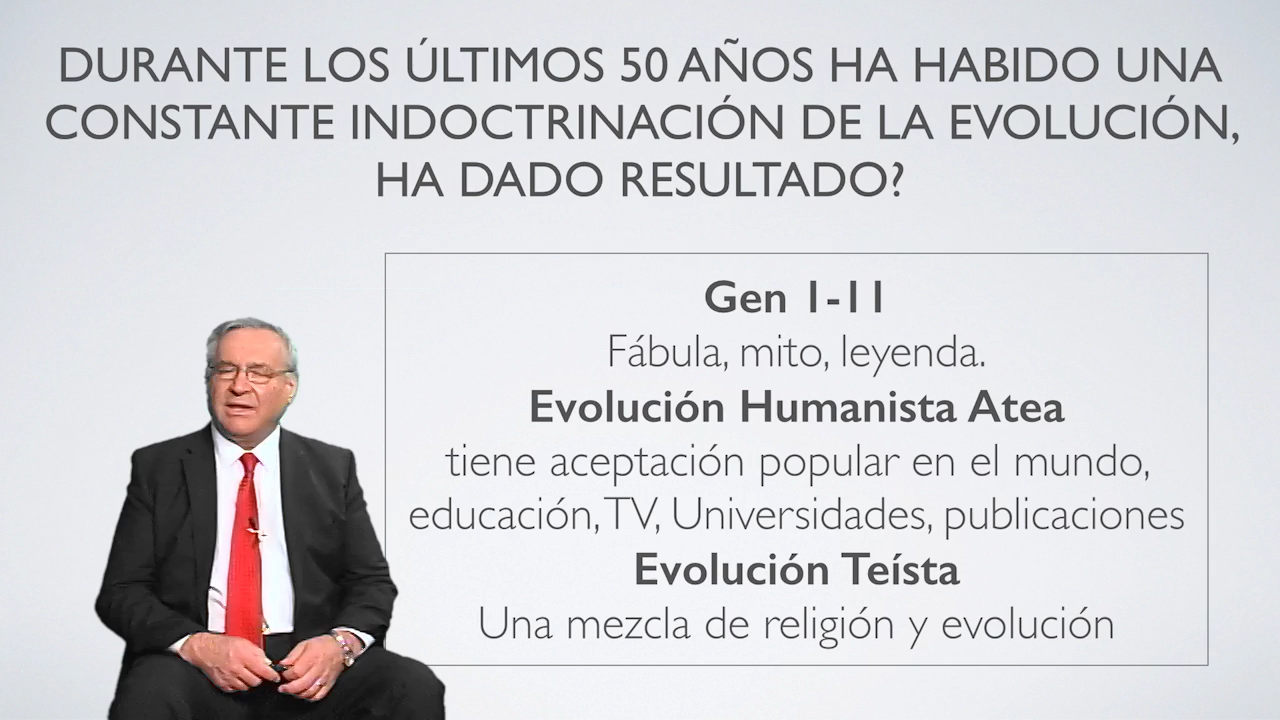 DURANTE LOS ÚLTIMOS 50 AÑOS HA HABIDO UNA
CONSTANTE INDOCTRINACIÓN DE LA EVOLUCIÓN,
HA DADO RESULTADO?
Gen 1-11
Fábula, mito, leyenda.
Evolución Humanista Atea
tiene aceptación popular en el mundo,
educación, TV, Universidades, publicaciones
Evolución Teísta
Una mezcla de religión y evolución